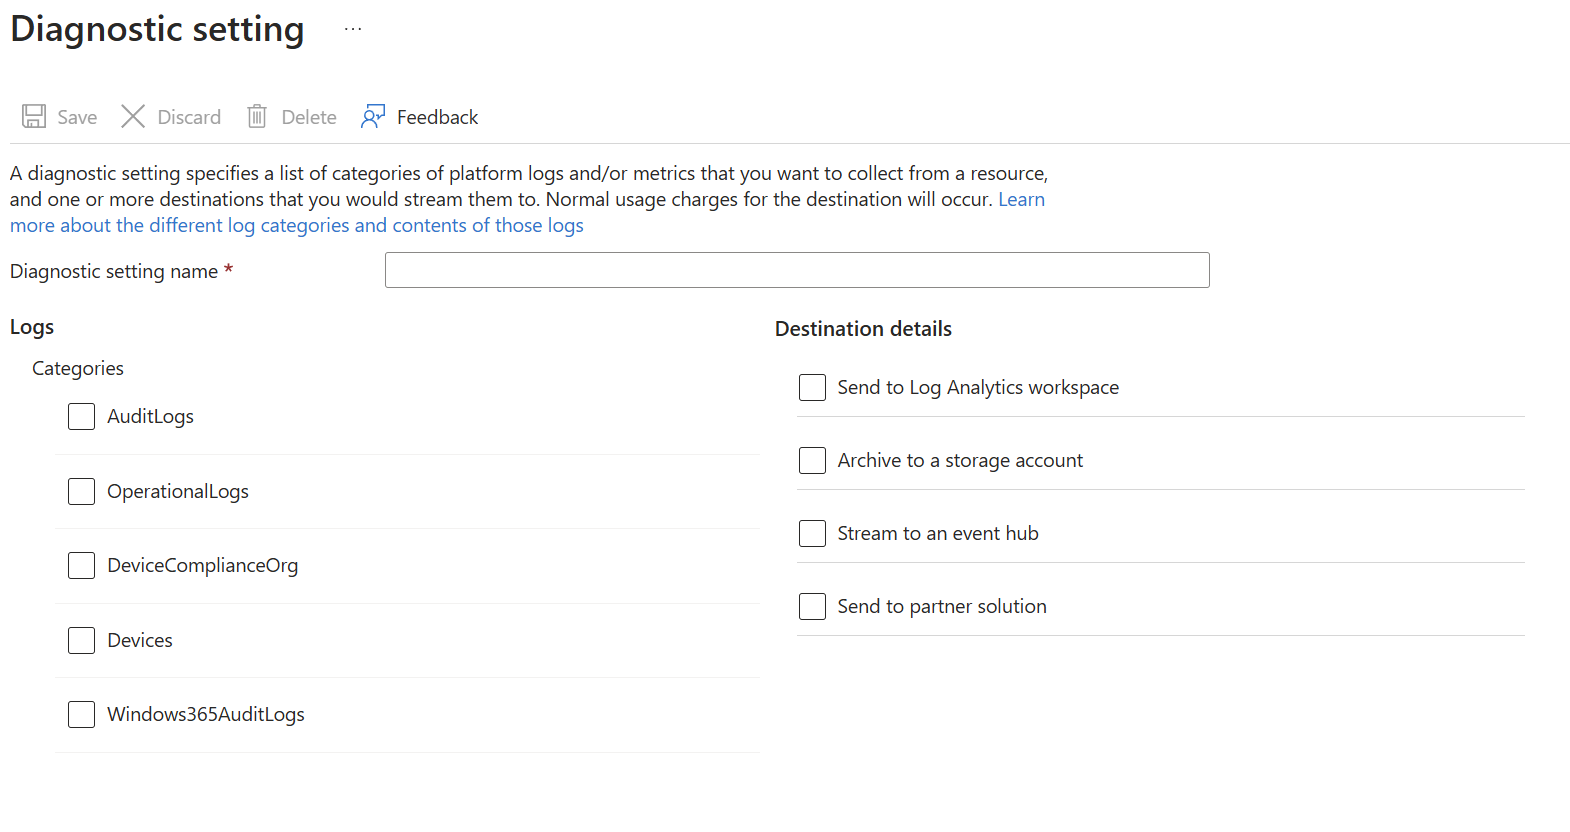 Diagnostic setting ...
Save Discard Delete Feedback
A diagnostic setting specifies a list of categories of platform logs and/or metrics that you want to collect from a resource,
and one or more destinations that you would stream them to. Normal usage charges for the destination will occur. Learn
more about the different log categories and contents of those logs
Diagnostic setting name *
Logs
Categories
AuditLogs
OperationalLogs
DeviceComplianceOrg
Devices
Windows365AuditLogs
Destination details
Send to Log Analytics workspace
Archive to a storage account
Stream to an event hub
Send to partner solution